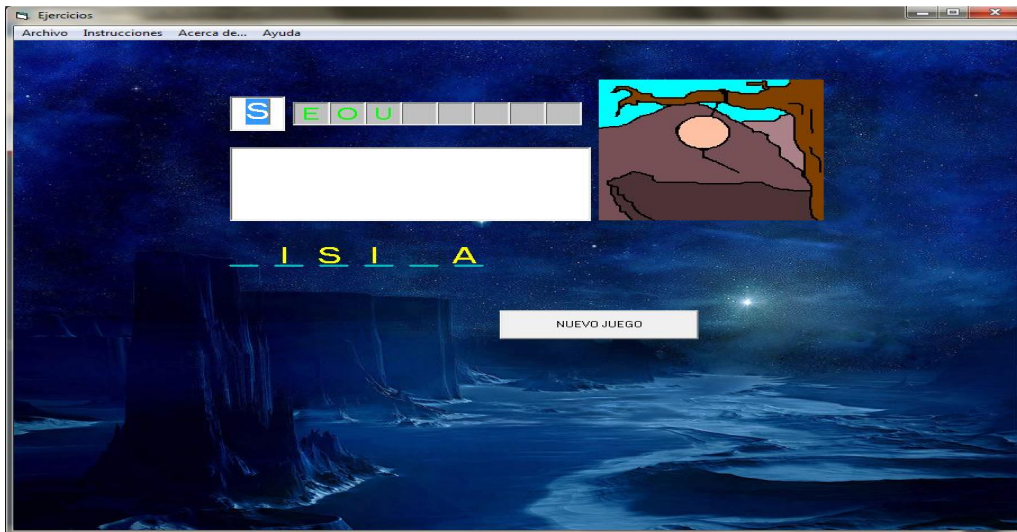 Ejercicios
Archivo Instrucciones Acerca de... Ayuda
S E O U
_ I S I _ A
NUEVO JUEGO